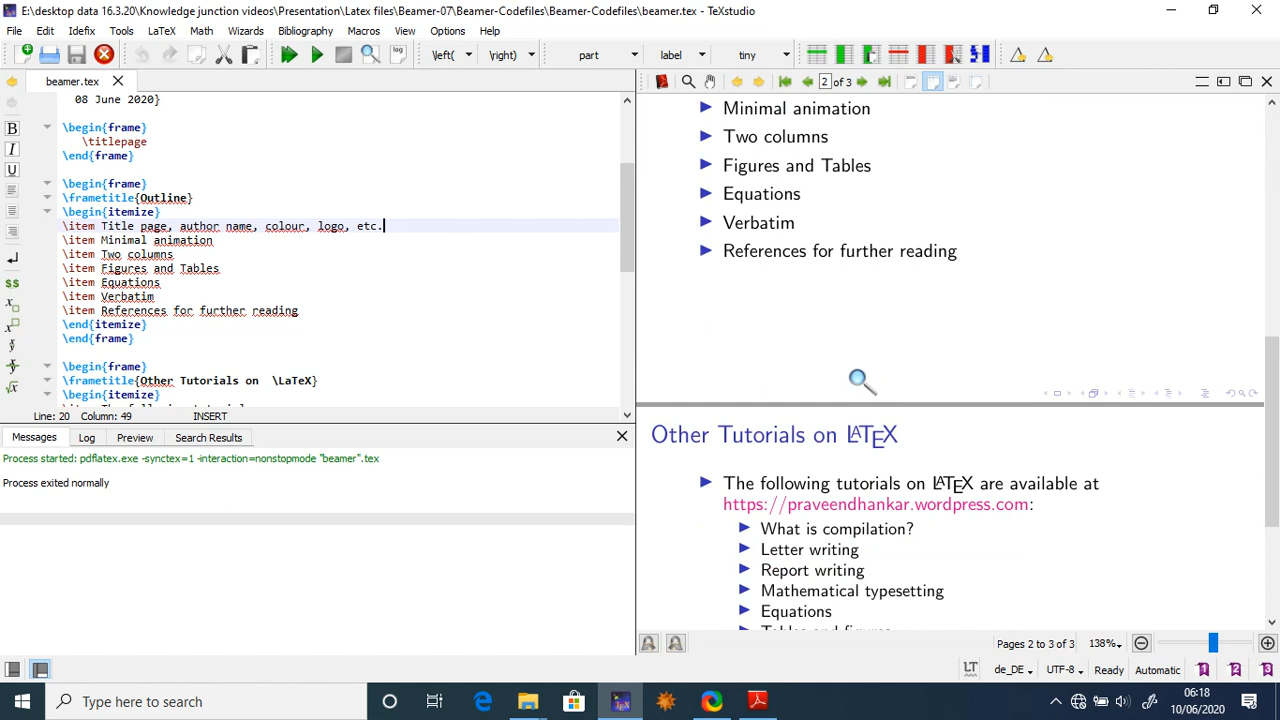 E:\desktop data 16.3.20\Knowledge junction videos\Presentation\Latex files\Beamer-07\Beamer-Codefiles\Beamer-Codefiles\beamer.tex - TeXstudio
File Edit Idefix Tools LaTeX Math Wizards Bibliography Macros View Options Help
log \left( \right) part label tiny
beamer.tex
2 of 3
08 June 2020}
\begin{frame}
\titlepage
\end{frame}
\begin{frame}
\frametitle{Outline}
\begin{itemize}
\item Title page, author name, colour, logo, etc.
\item Minimal animation
\item Two columns
\item Figures and Tables
\item Equations
\item Verbatim
\item References for further reading
\end{itemize}
\end{frame}
\begin{frame}
\frametitle{Other Tutorials on \LaTeX}
\begin{itemize}
Line: 20 Column: 49 INSERT
Messages Log Preview Search Results
Process started: pdflatex.exe -synctex=1 -interaction=nonstopmode "beamer".tex
Process exited normally
Minimal animation
Two columns
Figures and Tables
Equations
Verbatim
References for further reading
Other Tutorials on LATEX
The following tutorials on LATEX are available at
https://praveendhankar.wordpress.com:
What is compilation?
Letter writing
Report writing
Mathematical typesetting
Equations
Pages 2 to 3 of 3 138%
LT de_DE UTF-8 Ready Automatic 1 2 3
Type here to search
06:18
10/06/2020